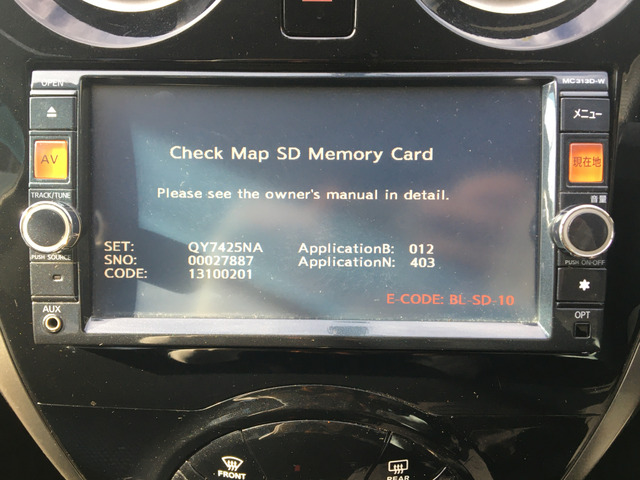 OPEN
MC313D-W
メニュー
AV
現在地
TRACK/TUNE
音量
PUSH SOURCE
PUSH ON-OFF
AUX
OPT
Check Map SD Memory Card
Please see the owner's manual in detail.
SET: QY7425NA ApplicationB: 012
SNO: 00027887 ApplicationN: 403
CODE: 13100201
E-CODE: BL-SD-10
FRONT
REAR